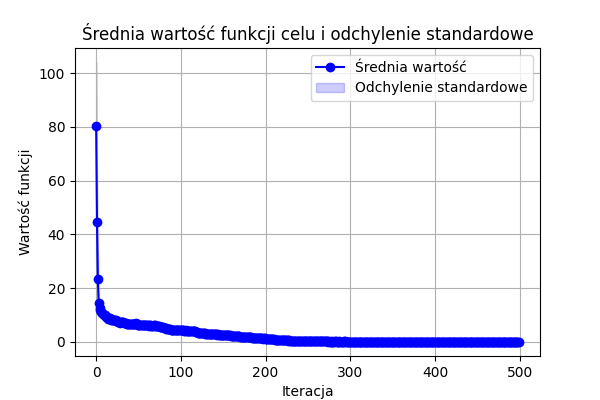 Średnia wartość funkcji celu i odchylenie standardowe
Średnia wartość
Odchylenie standardowe
Wartość funkcji
100
80
60
40
20
0
0 100 200 300 400 500
Iteracja